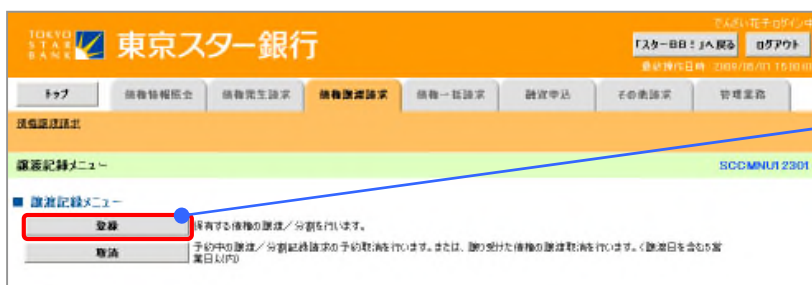 TOKYO STAR BANK 東京スター銀行
でんさい花子:ログイン中
「スターBB!」へ戻る ログアウト
最終操作日時:2009/05/01 15:00:00
トップ 債権情報照会 債権発生請求 債権譲渡請求 債権一括請求 融資申込 その他請求 管理業務
債権譲渡請求
譲渡記録メニュー SCCMNU12301
■ 譲渡記録メニュー
登録 保有する債権の譲渡/分割を行います。
取消 予約中の譲渡/分割記録請求の予約取消を行います。または、譲り受けた債権の譲渡取消を行います。(譲渡日を含む5営
業日以内)